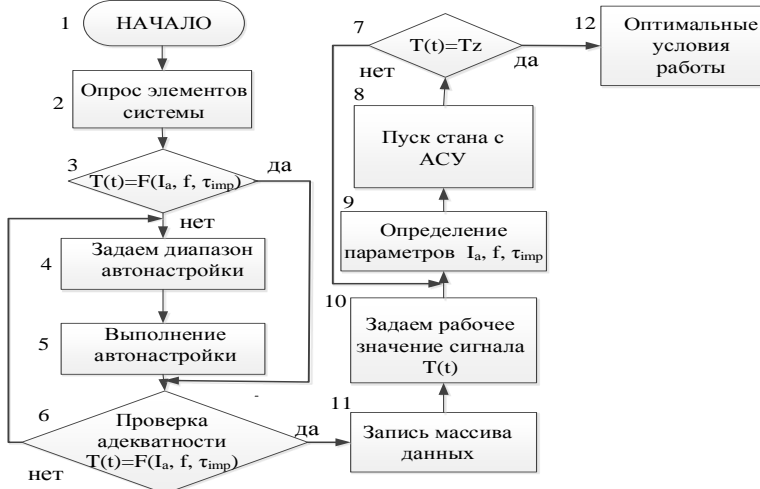 1
НАЧАЛО
2
Опрос элементов
системы
3
T(t)=F(Iₐ, f, τimp)
да
нет
4
Задаем диапазон
автонастройки
5
Выполнение
автонастройки
6
Проверка
адекватности
T(t)=F(Iₐ, f, τimp)
да
нет
11
Запись массива
данных
10
Задаем рабочее
значение сигнала
T(t)
9
Определение
параметров Iₐ, f, τimp
8
Пуск стана с
АСУ
7
T(t)=Tz
нет
да
12
Оптимальные
условия
работы